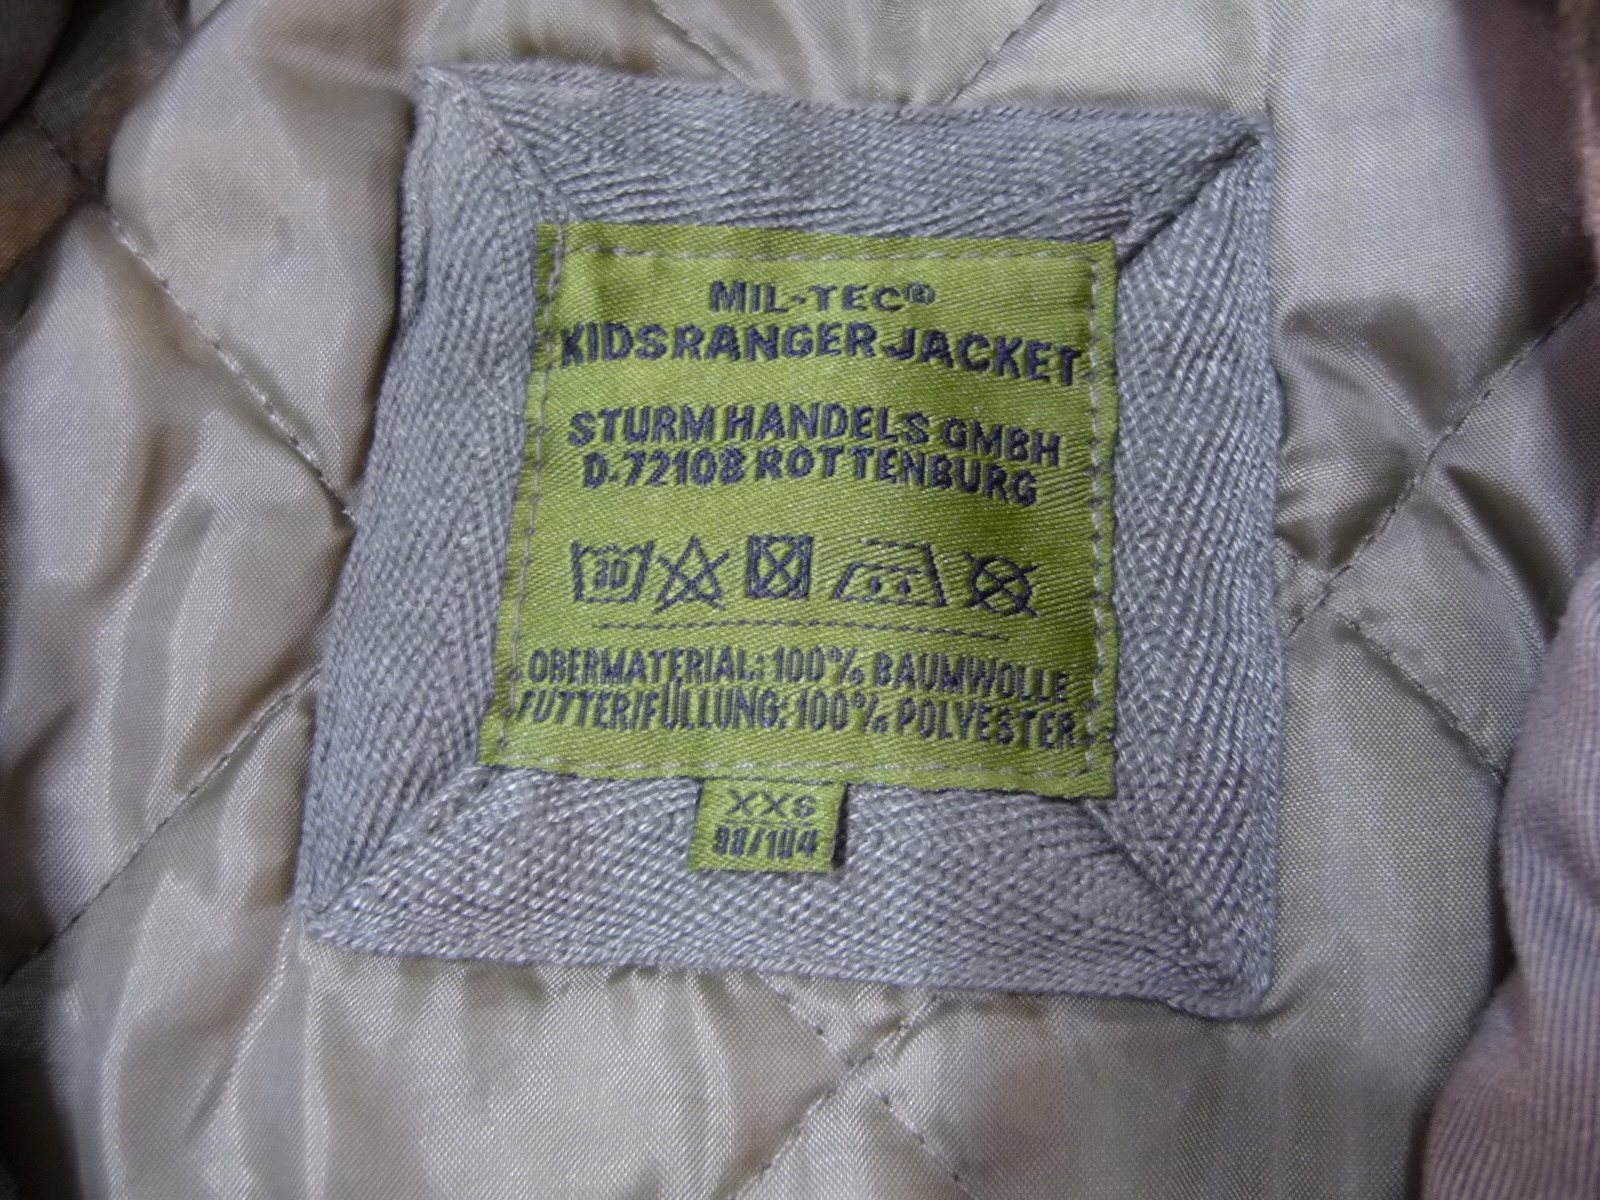 MIL-TEC®
KIDSRANGER JACKET
STURM HANDELS GMBH
D-72108 ROTTENBURG
30
OBERMATERIAL: 100% BAUMWOLLE
FUTTER/FÜLLUNG: 100% POLYESTER
XXS
98/104